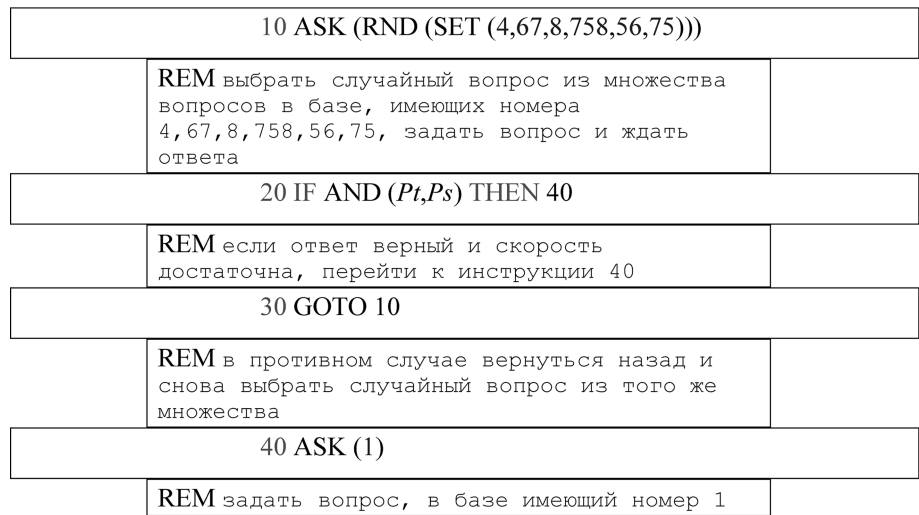 10 ASK (RND (SET (4,67,8,758,56,75)))
REM выбрать случайный вопрос из множества
вопросов в базе, имеющих номера
4,67,8,758,56,75, задать вопрос и ждать
ответа
20 IF AND (Pt,Ps) THEN 40
REM если ответ верный и скорость
достаточна, перейти к инструкции 40
30 GOTO 10
REM в противном случае вернуться назад и
снова выбрать случайный вопрос из того же
множества
40 ASK (1)
REM задать вопрос, в базе имеющий номер 1